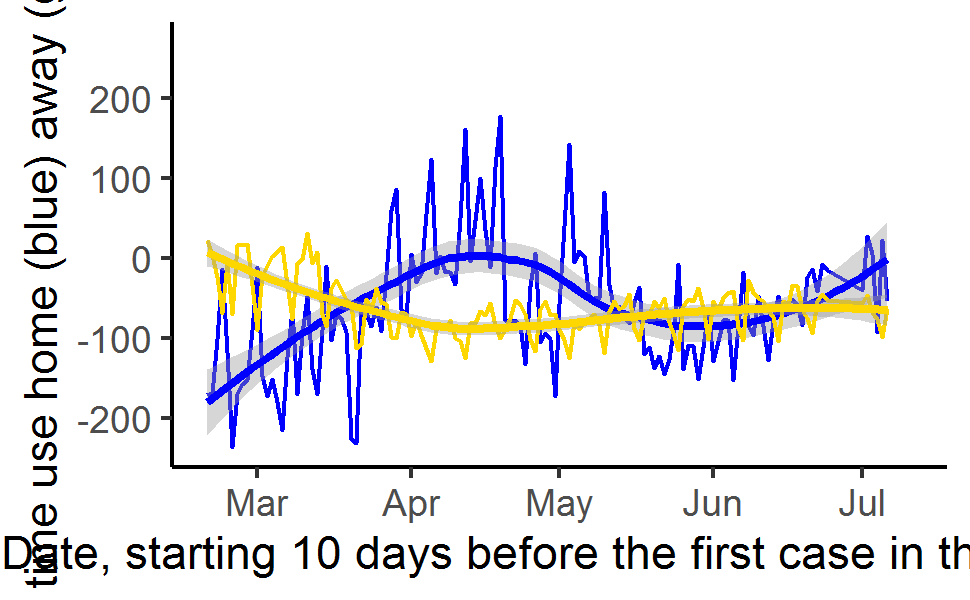 time use home (blue) away (
200
100
0
-100
-200
Mar Apr May Jun Jul
Date, starting 10 days before the first case in th